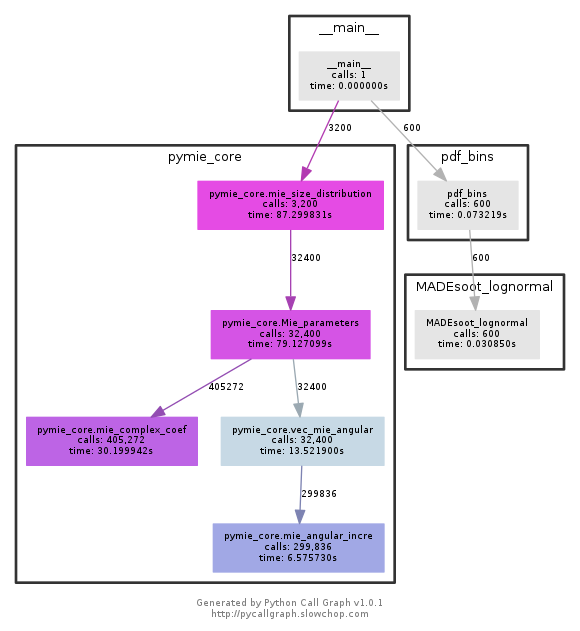 __main__
__main__
calls: 1
time: 0.000000s
3200
600
pymie_core
pdf_bins
pymie_core.mie_size_distribution
calls: 3,200
time: 87.299831s
pdf_bins
calls: 600
time: 0.073219s
32400
600
MADEsoot_lognormal
pymie_core.Mie_parameters
calls: 32,400
time: 79.127099s
MADEsoot_lognormal
calls: 600
time: 0.030850s
405272
32400
pymie_core.mie_complex_coef
calls: 405,272
time: 30.199942s
pymie_core.vec_mie_angular
calls: 32,400
time: 13.521900s
299836
pymie_core.mie_angular_incre
calls: 299,836
time: 6.575730s
Generated by Python Call Graph v1.0.1
http://pycallgraph.slowchop.com